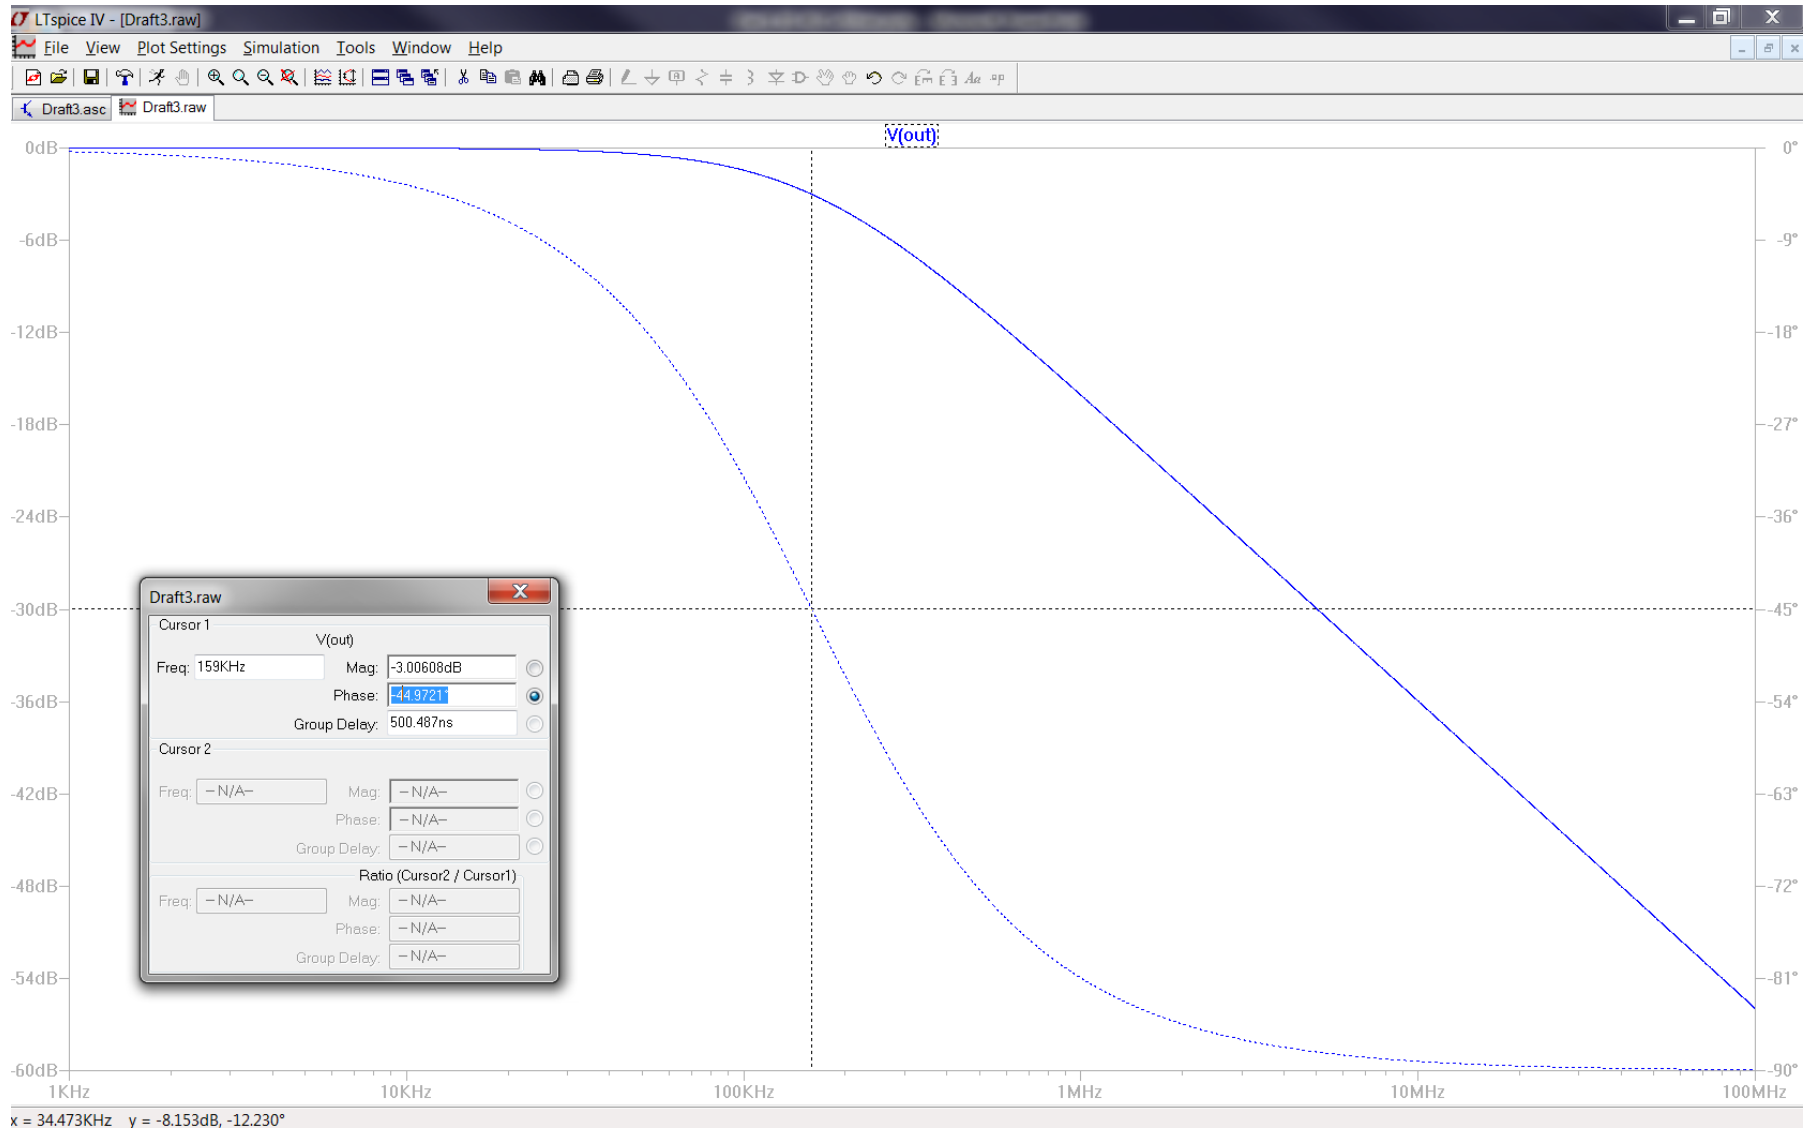 LTspice IV - [Draft3.raw]
File View Plot Settings Simulation Tools Window Help
Draft3.asc Draft3.raw
V(out)
0dB 0°
-6dB -9°
-12dB -18°
-18dB -27°
-24dB -36°
-30dB -45°
-36dB -54°
-42dB -63°
-48dB -72°
-54dB -81°
-60dB -90°
1KHz 10KHz 100KHz 1MHz 10MHz 100MHz
Draft3.raw
Cursor 1
V(out)
Freq: 159KHz Mag: -3.00608dB
Phase: -44.9721°
Group Delay: 500.487ns
Cursor 2
Freq: -- N/A-- Mag: -- N/A--
Phase: -- N/A--
Group Delay: -- N/A--
Ratio (Cursor2 / Cursor1)
Freq: -- N/A-- Mag: -- N/A--
Phase: -- N/A--
Group Delay: -- N/A--
x = 34.473KHz y = -8.153dB, -12.230°